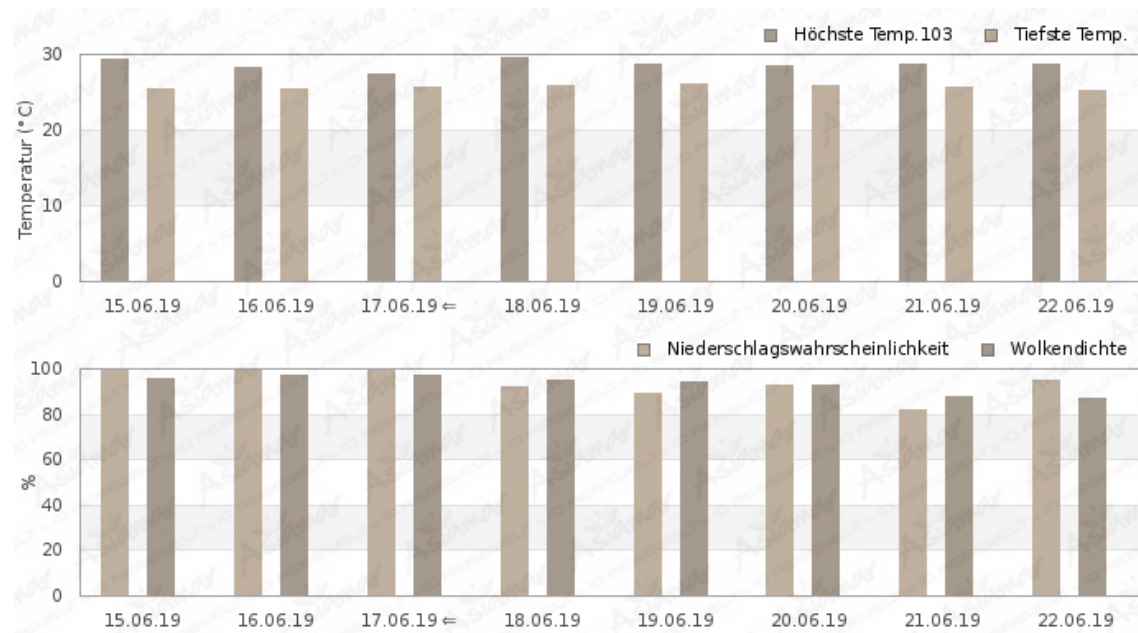 Höchste Temp.103 Tiefste Temp.
Temperatur (°C)
30
20
10
0
15.06.19 16.06.19 17.06.19 ⇐ 18.06.19 19.06.19 20.06.19 21.06.19 22.06.19
Niederschlagswahrscheinlichkeit Wolkendichte
%
100
80
60
40
20
0
15.06.19 16.06.19 17.06.19 ⇐ 18.06.19 19.06.19 20.06.19 21.06.19 22.06.19
Asiamar